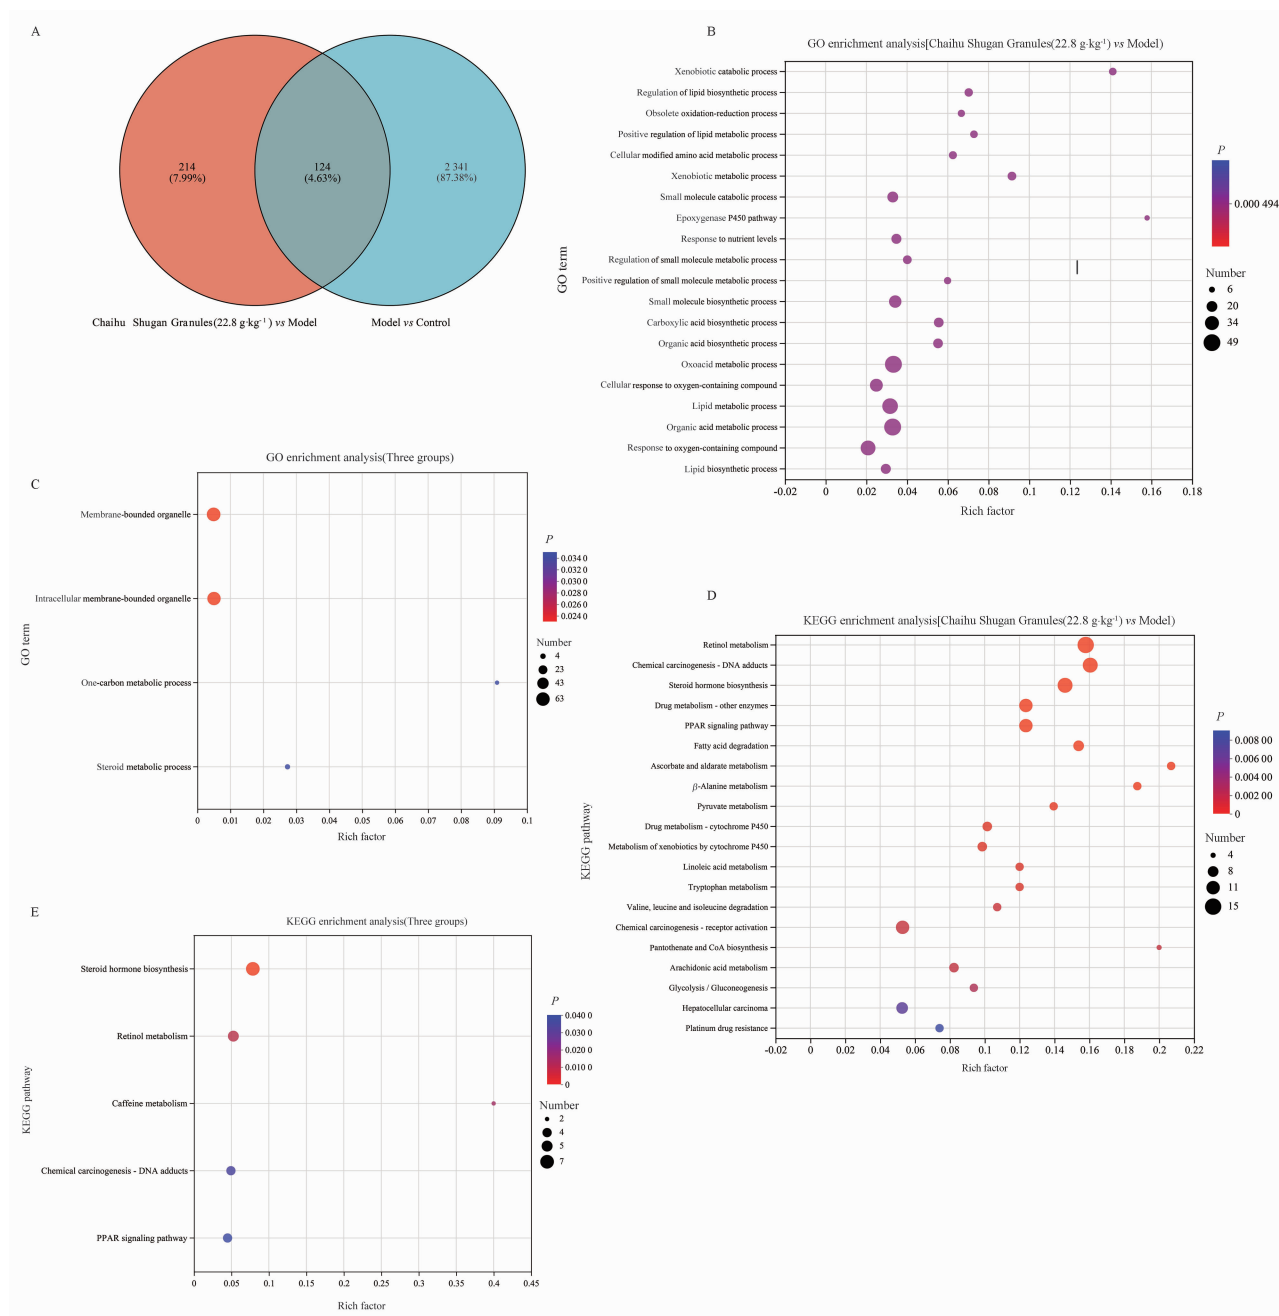 A
214
(7.99%)
124
(4.63%)
2 341
(87.38%)
Chaihu Shugan Granules(22.8 g·kg⁻¹) vs Model
Model vs Control
B
GO enrichment analysis[Chaihu Shugan Granules(22.8 g·kg⁻¹) vs Model)
GO term
Xenobiotic catabolic process
Regulation of lipid biosynthetic process
Obsolete oxidation-reduction process
Positive regulation of lipid metabolic process
Cellular modified amino acid metabolic process
Xenobiotic metabolic process
Small molecule catabolic process
Epoxygenase P450 pathway
Response to nutrient levels
Regulation of small molecule metabolic process
Positive regulation of small molecule metabolic process
Small molecule biosynthetic process
Carboxylic acid biosynthetic process
Organic acid biosynthetic process
Oxoacid metabolic process
Cellular response to oxygen-containing compound
Lipid metabolic process
Organic acid metabolic process
Response to oxygen-containing compound
Lipid biosynthetic process
-0.02 0 0.02 0.04 0.06 0.08 0.1 0.12 0.14 0.16 0.18
Rich factor
P
0.000 494
Number
6
20
34
49
C
GO enrichment analysis(Three groups)
GO term
Membrane-bounded organelle
Intracellular membrane-bounded organelle
One-carbon metabolic process
Steroid metabolic process
0 0.01 0.02 0.03 0.04 0.05 0.06 0.07 0.08 0.09 0.1
Rich factor
P
0.034 0
0.032 0
0.030 0
0.028 0
0.026 0
0.024 0
Number
4
23
43
63
D
KEGG enrichment analysis[Chaihu Shugan Granules(22.8 g·kg⁻¹) vs Model)
KEGG pathway
Retinol metabolism
Chemical carcinogenesis - DNA adducts
Steroid hormone biosynthesis
Drug metabolism - other enzymes
PPAR signaling pathway
Fatty acid degradation
Ascorbate and aldarate metabolism
β-Alanine metabolism
Pyruvate metabolism
Drug metabolism - cytochrome P450
Metabolism of xenobiotics by cytochrome P450
Linoleic acid metabolism
Tryptophan metabolism
Valine, leucine and isoleucine degradation
Chemical carcinogenesis - receptor activation
Pantothenate and CoA biosynthesis
Arachidonic acid metabolism
Glycolysis / Gluconeogenesis
Hepatocellular carcinoma
Platinum drug resistance
-0.02 0 0.02 0.04 0.06 0.08 0.1 0.12 0.14 0.16 0.18 0.2 0.22
Rich factor
P
0.008 00
0.006 00
0.004 00
0.002 00
0
Number
4
8
11
15
E
KEGG enrichment analysis(Three groups)
KEGG pathway
Steroid hormone biosynthesis
Retinol metabolism
Caffeine metabolism
Chemical carcinogenesis - DNA adducts
PPAR signaling pathway
0 0.05 0.1 0.15 0.2 0.25 0.3 0.35 0.4 0.45
Rich factor
P
0.040 0
0.030 0
0.020 0
0.010 0
0
Number
2
4
5
7